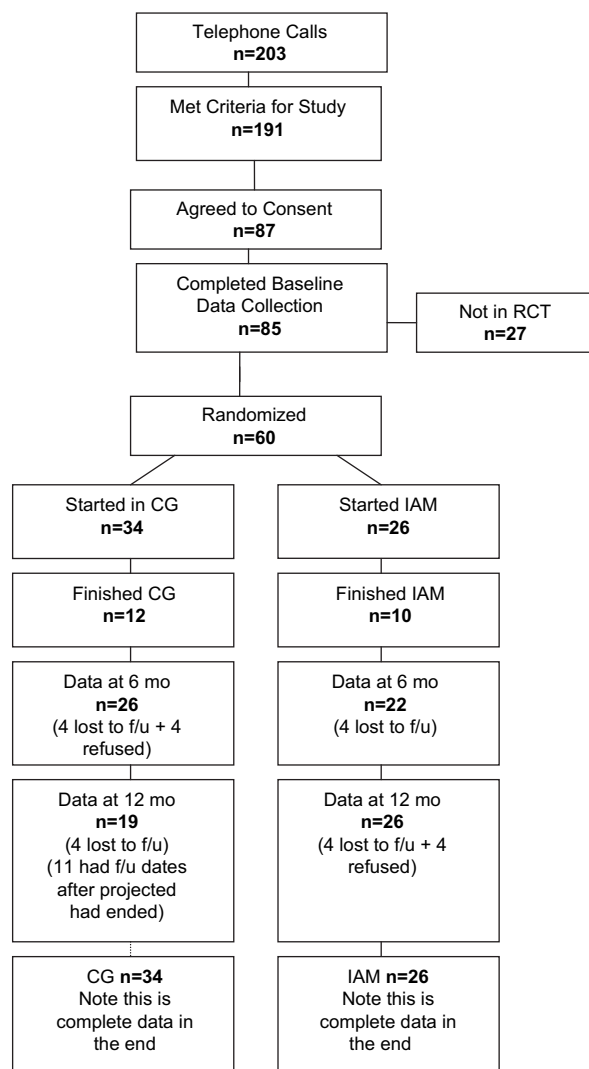 Telephone Calls
n=203
Met Criteria for Study
n=191
Agreed to Consent
n=87
Completed Baseline
Data Collection
n=85
Not in RCT
n=27
Randomized
n=60
Started in CG
n=34
Started IAM
n=26
Finished CG
n=12
Finished IAM
n=10
Data at 6 mo
n=26
(4 lost to f/u + 4
refused)
Data at 6 mo
n=22
(4 lost to f/u)
Data at 12 mo
n=19
(4 lost to f/u)
(11 had f/u dates
after projected
had ended)
Data at 12 mo
n=26
(4 lost to f/u + 4
refused)
CG n=34
Note this is
complete data in
the end
IAM n=26
Note this is
complete data in
the end